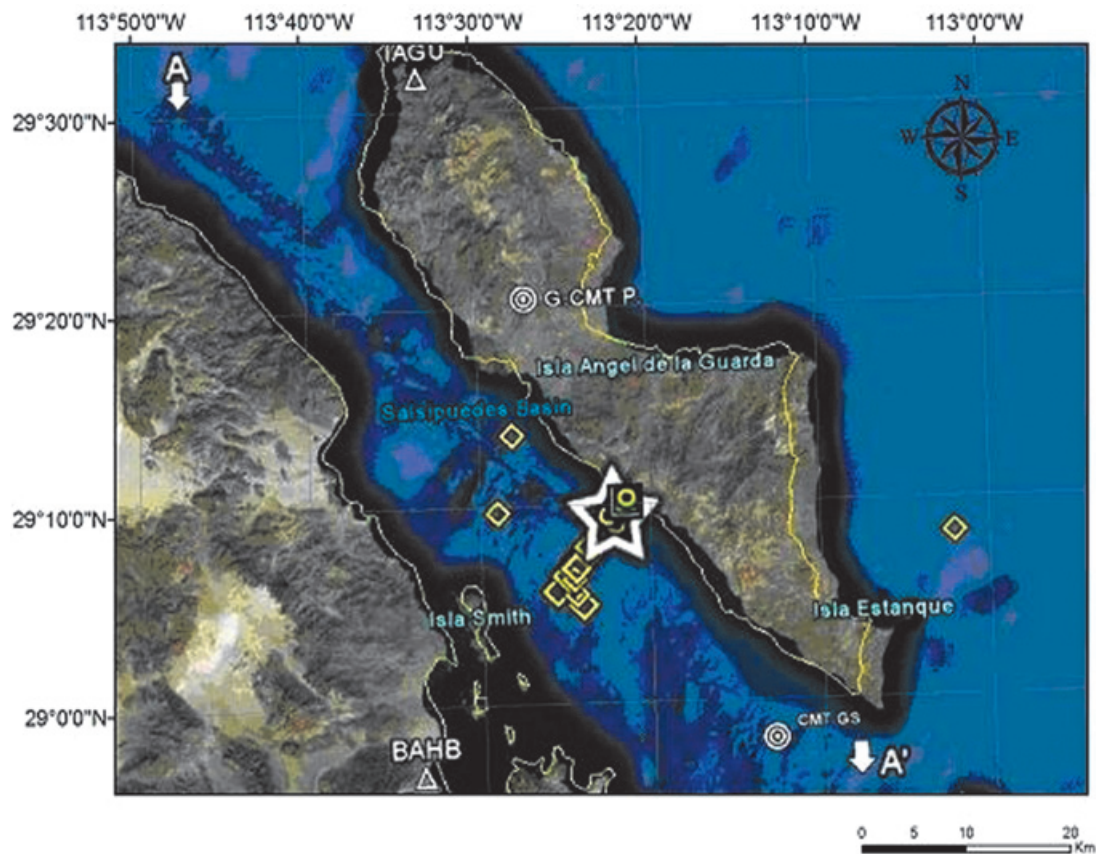 113°50'0"W 113°40'0"W 113°30'0"W 113°20'0"W 113°10'0"W 113°0'0"W
A
IAGU
N
29°30'0"N
W E
S
G-CMT P.
29°20'0"N
Isla Angel de la Guarda
Salsipuedes Basin
29°10'0"N
Isla Estanque
Isla Smith
29°0'0"N
CMT GS
BAHB
A'
0 5 10 20
Km